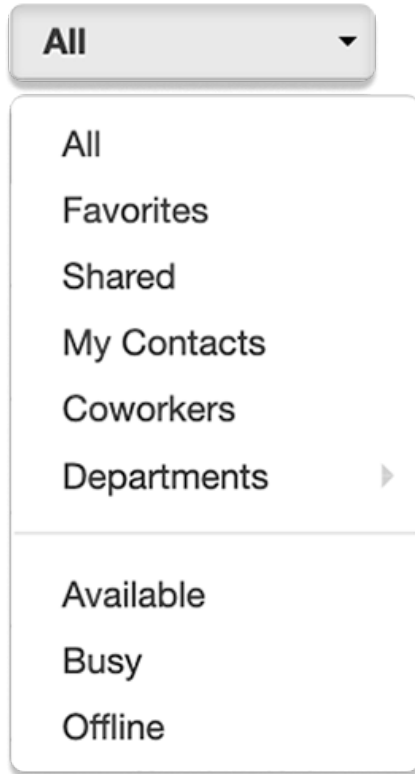 All
All
Favorites
Shared
My Contacts
Coworkers
Departments
Available
Busy
Offline